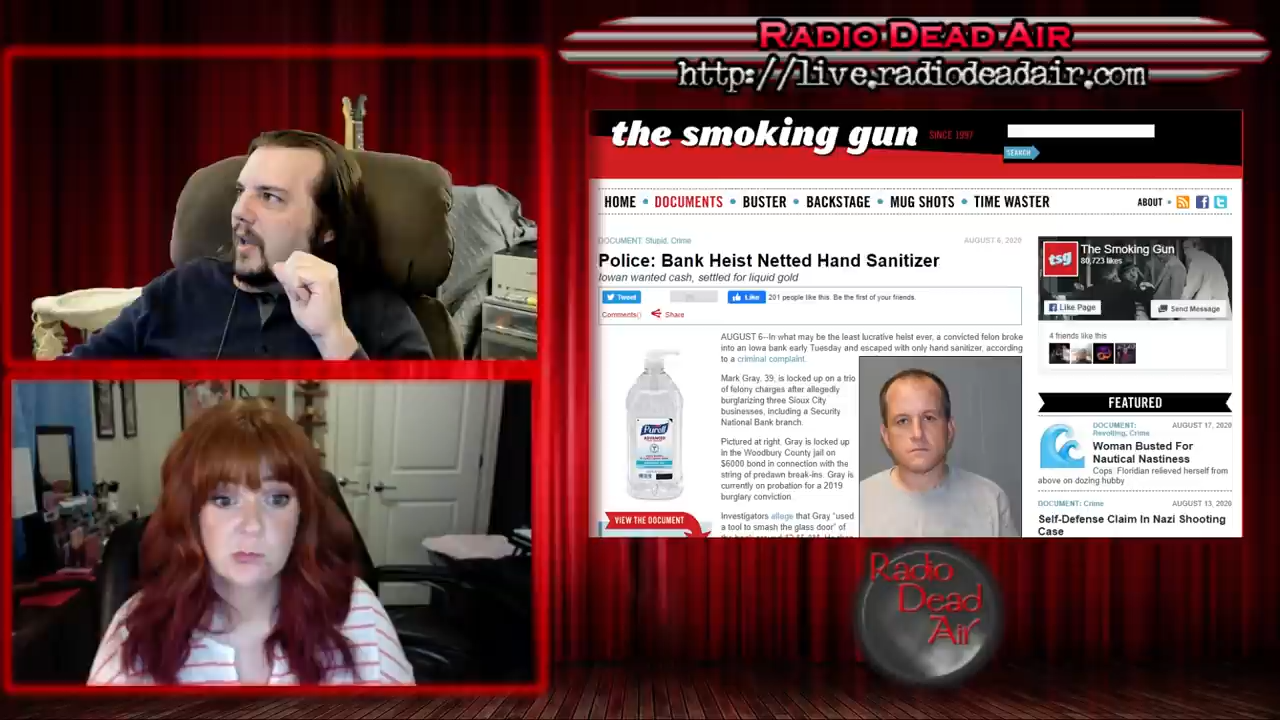 RADIO DEAD AIR
http://live.radiodeadair.com
the smoking gun SINCE 1997
SEARCH
HOME • DOCUMENTS • BUSTER • BACKSTAGE • MUG SHOTS • TIME WASTER
ABOUT •
DOCUMENT: Stupid, Crime
AUGUST 6, 2020
Police: Bank Heist Netted Hand Sanitizer
Iowan wanted cash, settled for liquid gold
Tweet
Like 201 people like this. Be the first of your friends.
Comments()
Share
AUGUST 6--In what may be the least lucrative heist ever, a convicted felon broke
into an Iowa bank early Tuesday and escaped with only hand sanitizer, according
to a criminal complaint.
Mark Gray, 39, is locked up on a trio
of felony charges after allegedly
burglarizing three Sioux City
businesses, including a Security
National Bank branch.
Pictured at right, Gray is locked up
in the Woodbury County jail on
$6000 bond in connection with the
string of predawn break-ins. Gray is
currently on probation for a 2019
burglary conviction.
Investigators allege that Gray "used
a tool to smash the glass door" of
Purell
ADVANCED
VIEW THE DOCUMENT
tsg
The Smoking Gun
80,723 likes
Like Page
Send Message
4 friends like this
FEATURED
DOCUMENT:
Revolting, Crime
AUGUST 17, 2020
Woman Busted For
Nautical Nastiness
Cops: Floridian relieved herself from
above on dozing hubby
DOCUMENT: Crime
AUGUST 13, 2020
Self-Defense Claim In Nazi Shooting
Case
Radio
Dead
Air